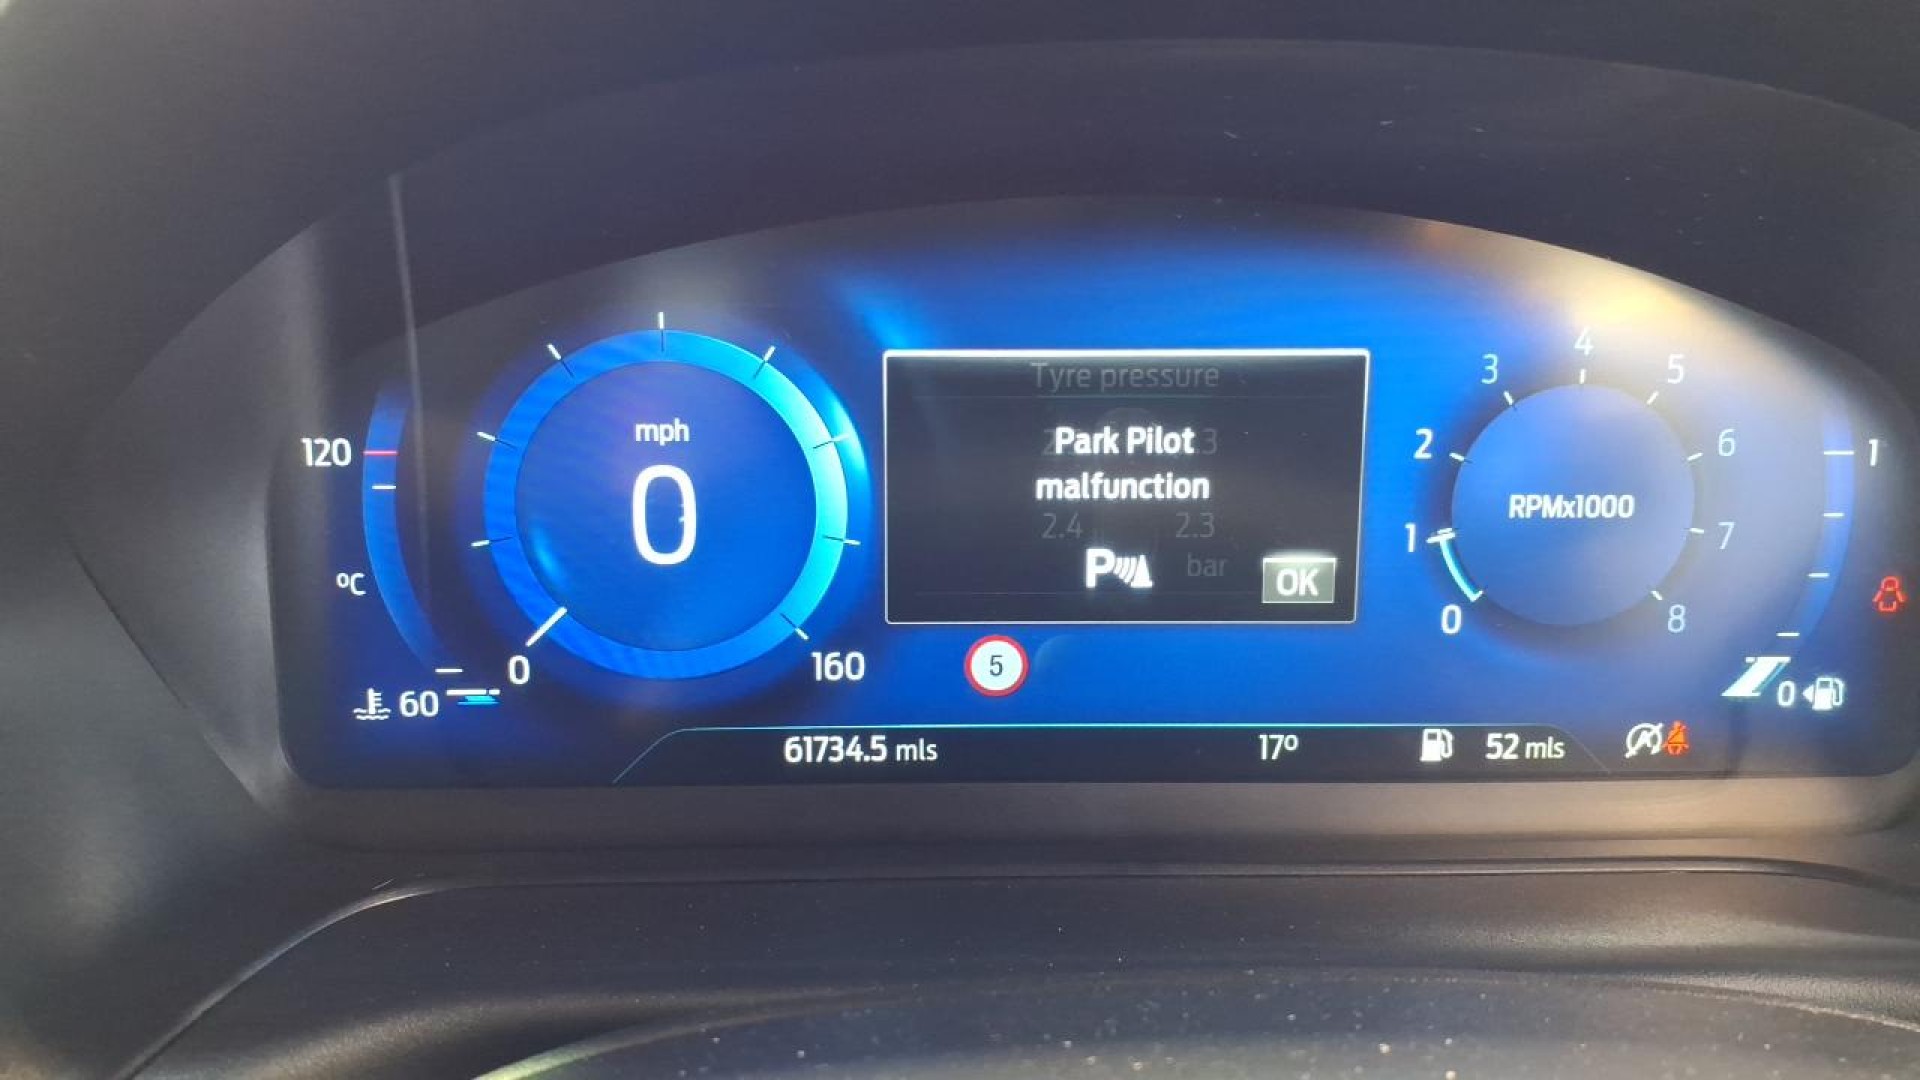 Tyre pressure
Park Pilot
malfunction
2.4 2.3
P bar
OK
mph
0
120
°C
60
0
160
5
4
3 5
2 6
RPMx1000
1 7
0 8
1
0
61734.5 mls 17° 52 mls